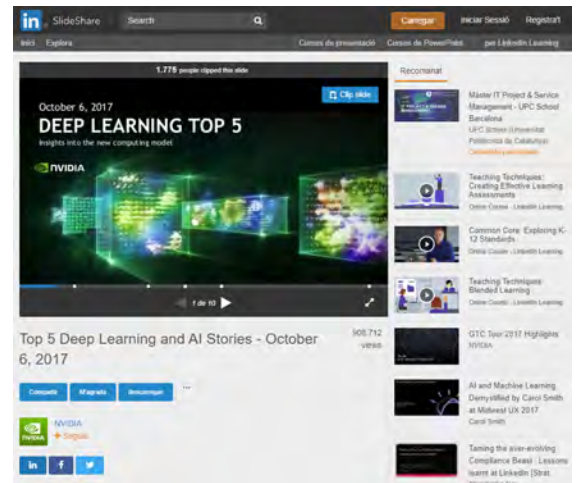 in SlideShare Search Carregar Iniciar Sessió Registra't
Inici Explora Cursos de presentació Cursos de PowerPoint per LinkedIn Learning
1.775 people clipped this slide
Clip slide
October 6, 2017
DEEP LEARNING TOP 5
Insights into the new computing model
NVIDIA
1 de 10
Top 5 Deep Learning and AI Stories - October
6, 2017
views
Comparteix
M'agrada
NVIDIA
in f
Recomanat
Máster IT Project & Service
Management - UPC School
Barcelona
UPC School (Universitat
Politècnica de Catalunya)
Teaching Techniques:
Creating Effective Learning
Assessments
Online Course - LinkedIn Learning
Common Core: Exploring K-
12 Standards
Online Course - LinkedIn Learning
Teaching Techniques:
Blended Learning
Online Course - LinkedIn Learning
GTC Tour 2017 Highlights
NVIDIA
AI and Machine Learning
Demystified by Carol Smith
at Midwest UX 2017
Carol Smith
Taming the ever-evolving
Compliance Beast : Lessons
learnt at LinkedIn [Strat